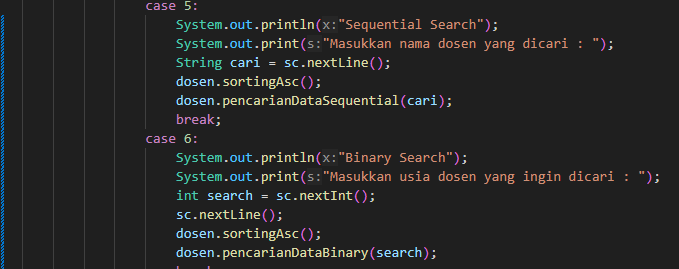 case 5:
System.out.println(x:"Sequential Search");
System.out.print(s:"Masukkan nama dosen yang dicari : ");
String cari = sc.nextLine();
dosen.sortingAsc();
dosen.pencarianDataSequential(cari);
break;
case 6:
System.out.println(x:"Binary Search");
System.out.print(s:"Masukkan usia dosen yang ingin dicari : ");
int search = sc.nextInt();
sc.nextLine();
dosen.sortingAsc();
dosen.pencarianDataBinary(search);